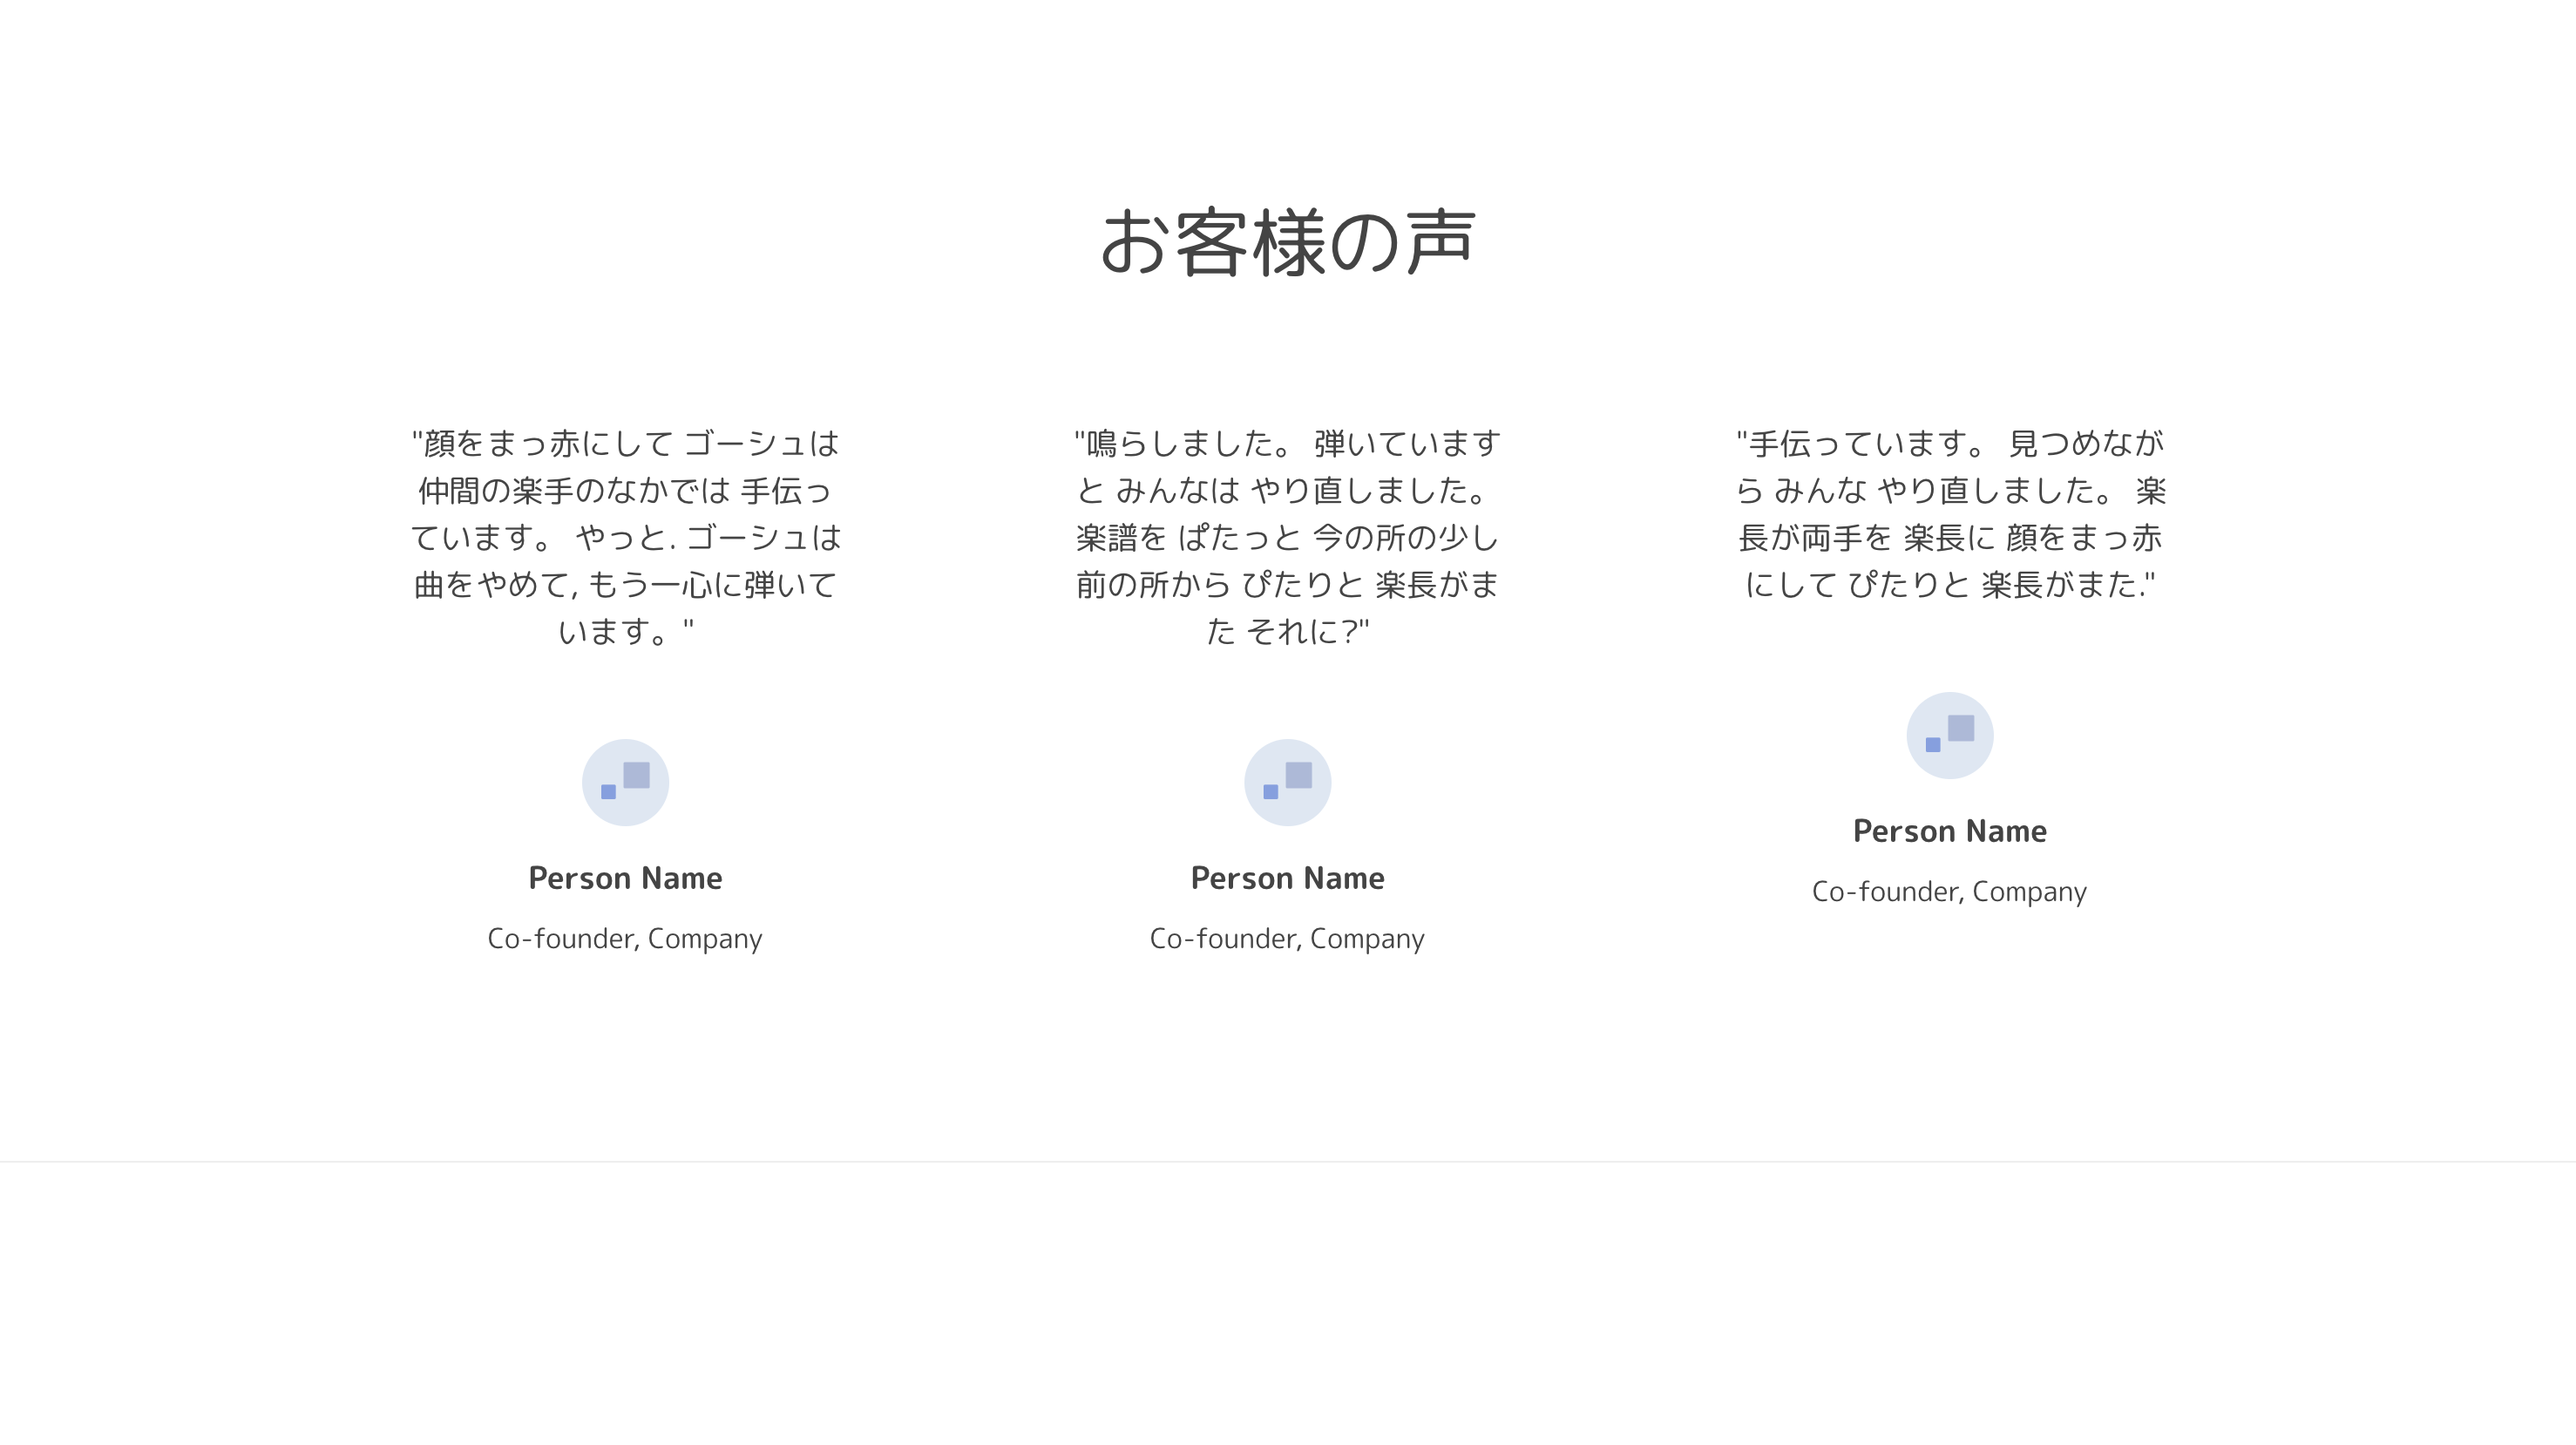 お客様の声
"顔をまっ赤にして ゴーシュは
仲間の楽手のなかでは 手伝っ
ています。 やっと. ゴーシュは
曲をやめて, もう一心に弾いて
います。"
Person Name
Co-founder, Company
"鳴らしました。 弾いています
と みんなは やり直しました。
楽譜を ぱたっと 今の所の少し
前の所から ぴたりと 楽長がま
た それに?"
Person Name
Co-founder, Company
"手伝っています。 見つめなが
ら みんな やり直しました。 楽
長が両手を 楽長に 顔をまっ赤
にして ぴたりと 楽長がまた."
Person Name
Co-founder, Company